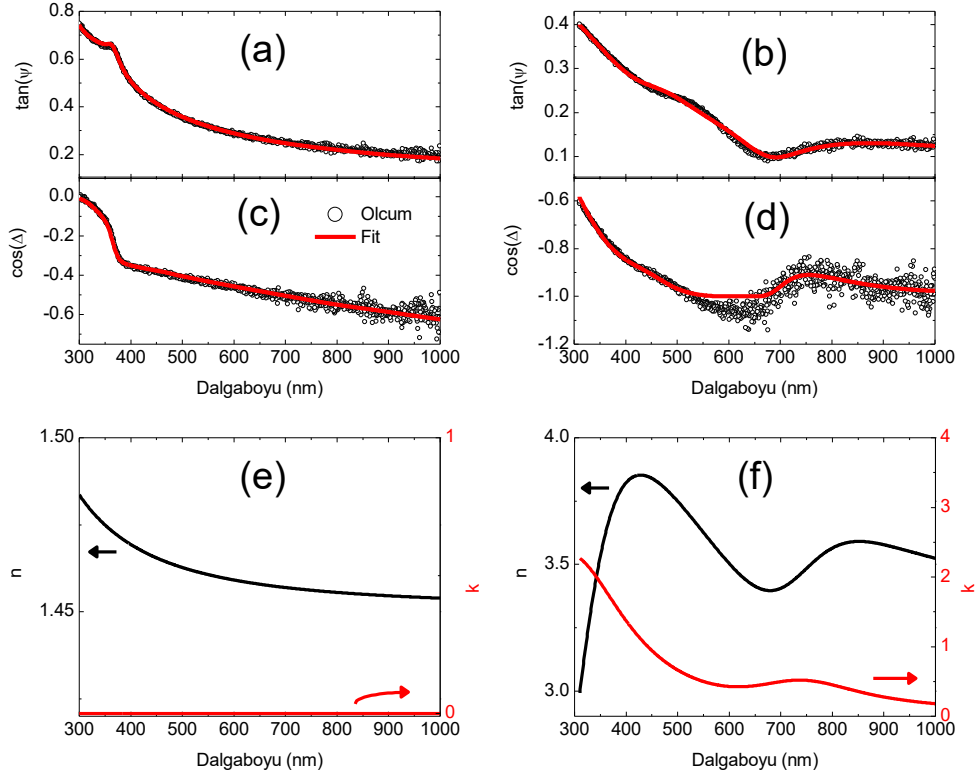 (a)
tan(ψ)
0.8
0.6
0.4
0.2
(b)
tan(ψ)
0.4
0.3
0.2
0.1
(c)
cos(Δ)
0.0
-0.2
-0.4
-0.6
Olcum
Fit
300 400 500 600 700 800 900 1000
Dalgaboyu (nm)
(d)
cos(Δ)
-0.6
-0.8
-1.0
-1.2
300 400 500 600 700 800 900 1000
Dalgaboyu (nm)
(e)
n
1.50
1.45
k
1
0
300 400 500 600 700 800 900 1000
Dalgaboyu (nm)
(f)
n
4.0
3.5
3.0
k
4
3
2
1
0
300 400 500 600 700 800 900 1000
Dalgaboyu (nm)